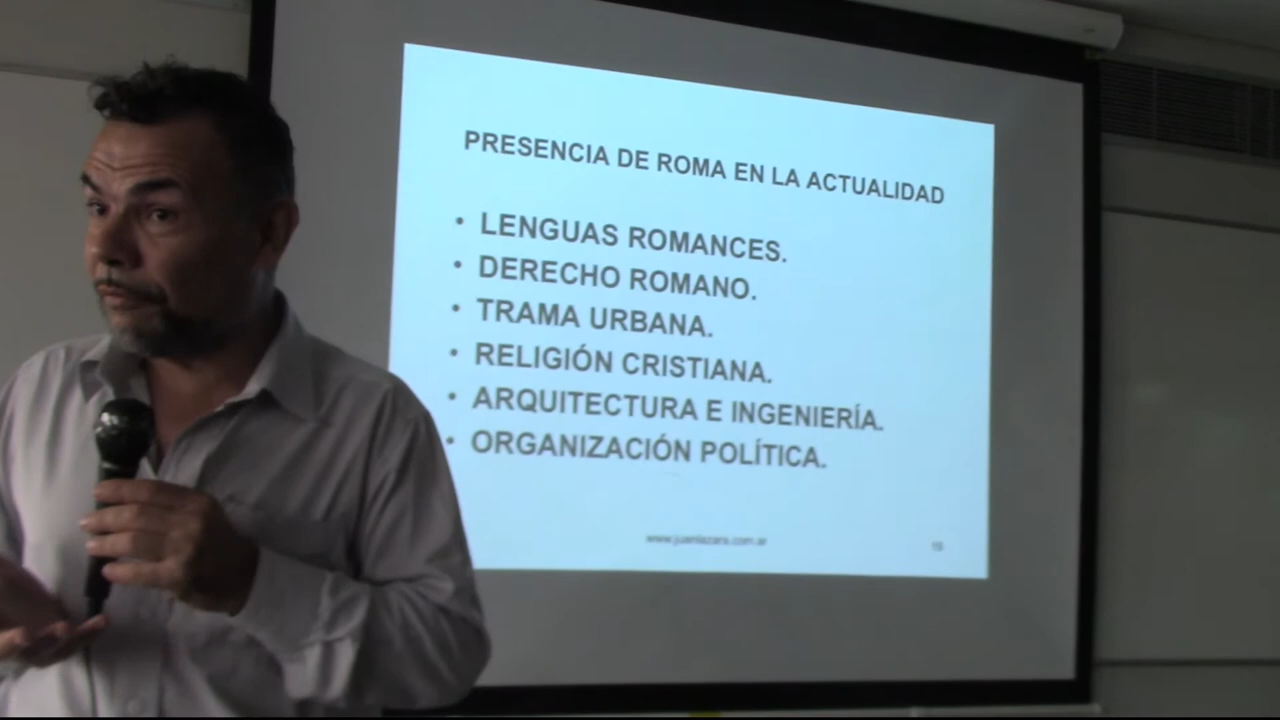 PRESENCIA DE ROMA EN LA ACTUALIDAD
• LENGUAS ROMANCES.
• DERECHO ROMANO.
• TRAMA URBANA.
• RELIGIÓN CRISTIANA.
• ARQUITECTURA E INGENIERÍA.
• ORGANIZACIÓN POLÍTICA.
www.juanlazara.com.ar